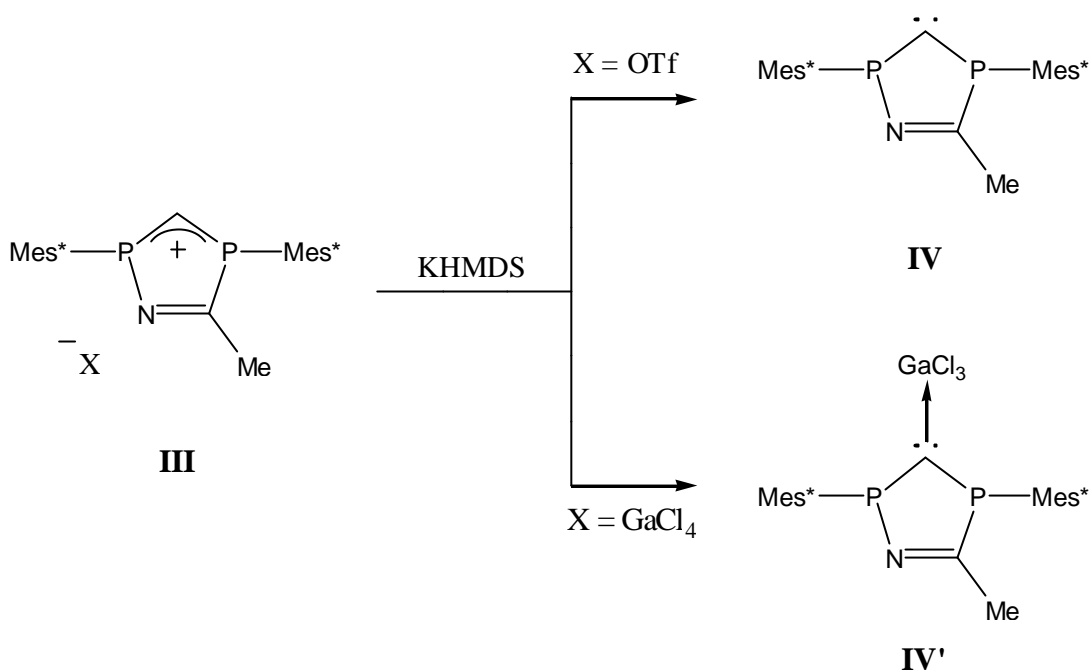 X = OTf
Mes* P P Mes*
N
Me
IV
Mes* P + P Mes*
N
Me
− X
III
KHMDS
X = GaCl4
GaCl3
Mes* P P Mes*
N
Me
IV'